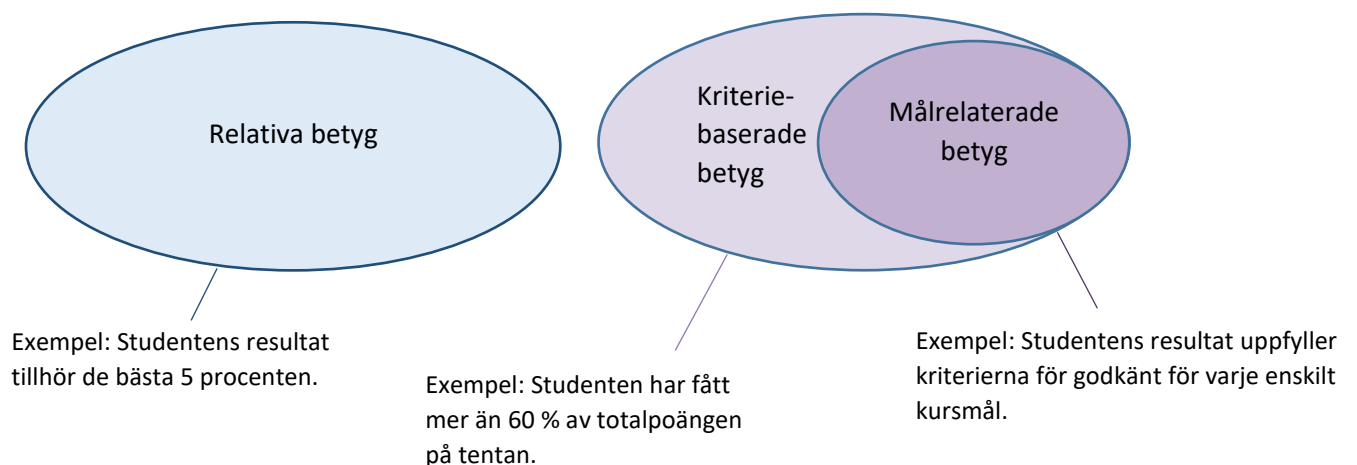 Relativa betyg
Kriterie-
baserade
betyg
Målrelaterade
betyg
Exempel: Studentens resultat
tillhör de bästa 5 procenten.
Exempel: Studenten har fått
mer än 60 % av totalpoängen
på tentan.
Exempel: Studentens resultat uppfyller
kriterierna för godkänt för varje enskilt
kursmål.